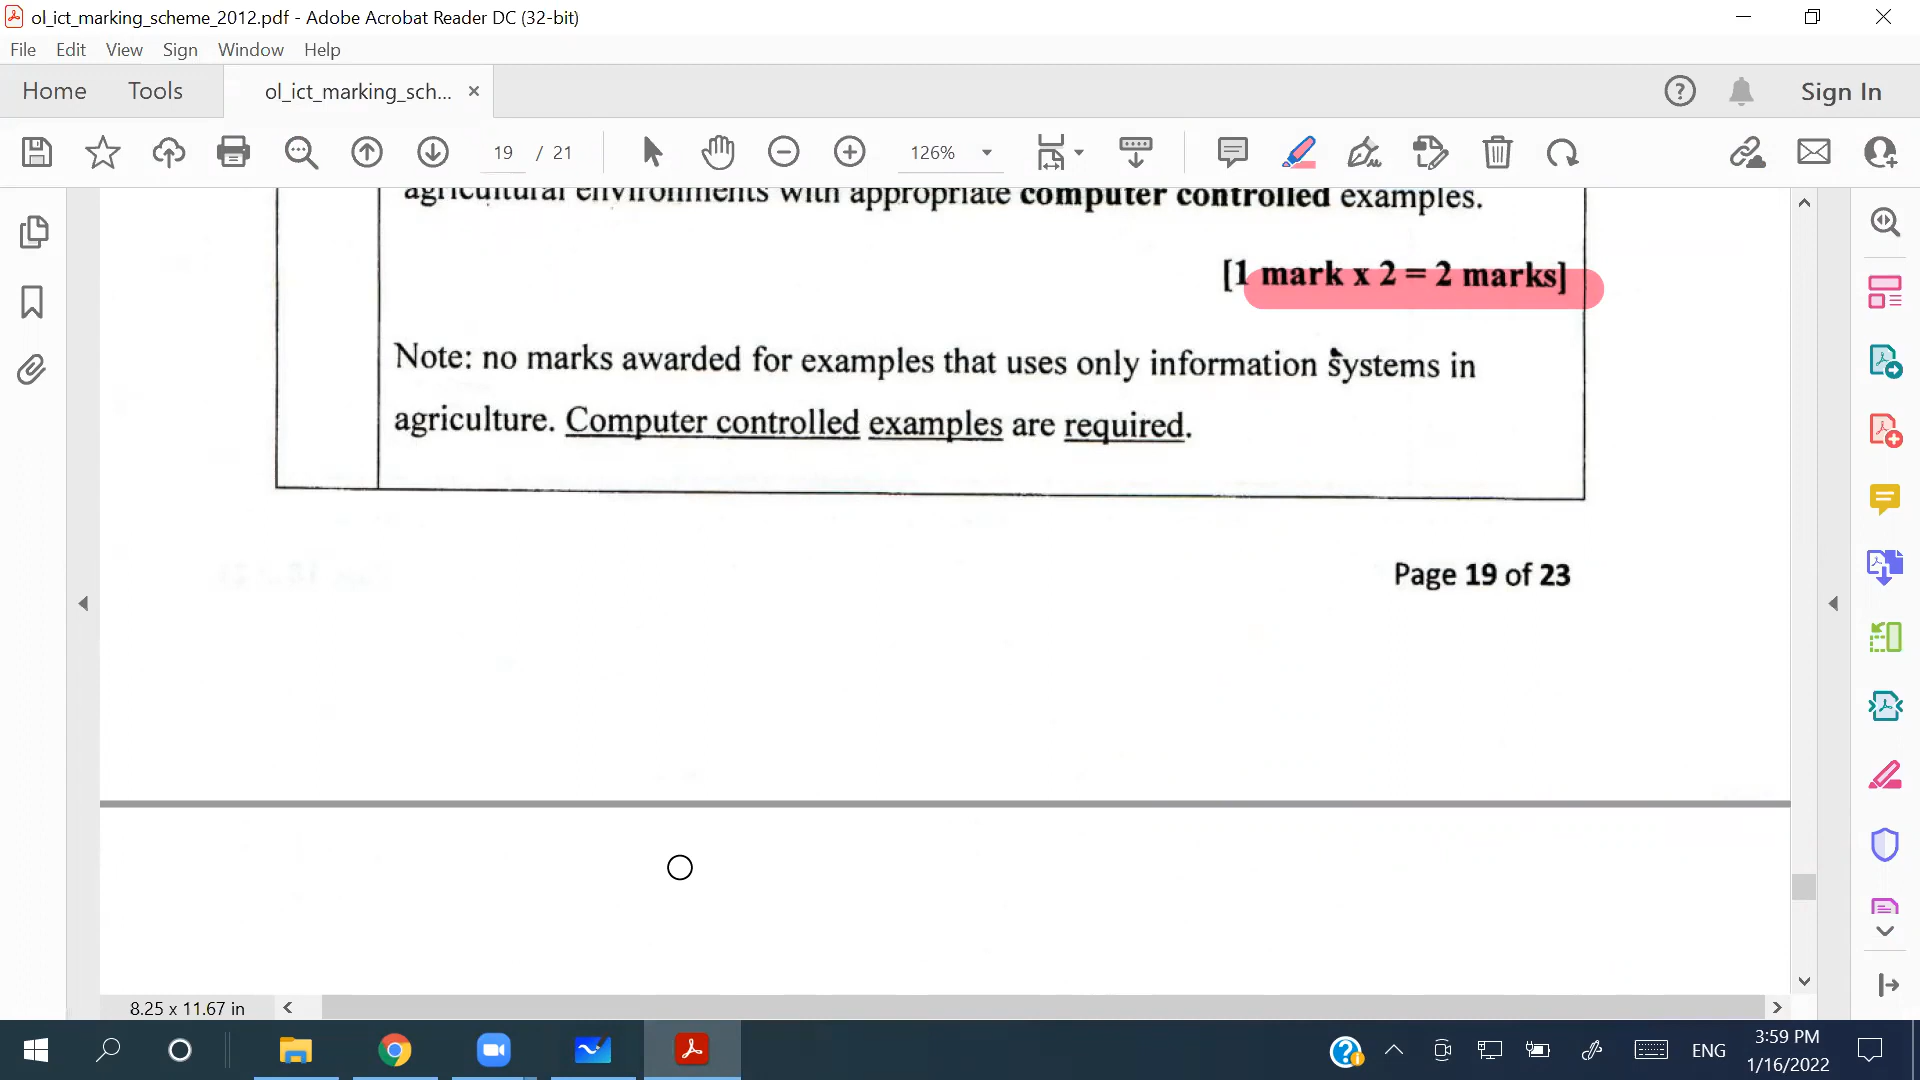 ol_ict_marking_scheme_2012.pdf - Adobe Acrobat Reader DC (32-bit)
File Edit View Sign Window Help
Home Tools ol_ict_marking_sch... × Sign In
19 / 21 126%
agricultural environments with appropriate computer controlled examples.
[1 mark x 2 = 2 marks]
Note: no marks awarded for examples that uses only information systems in
agriculture. Computer controlled examples are required.
Page 19 of 23
8.25 x 11.67 in
ENG
3:59 PM
1/16/2022